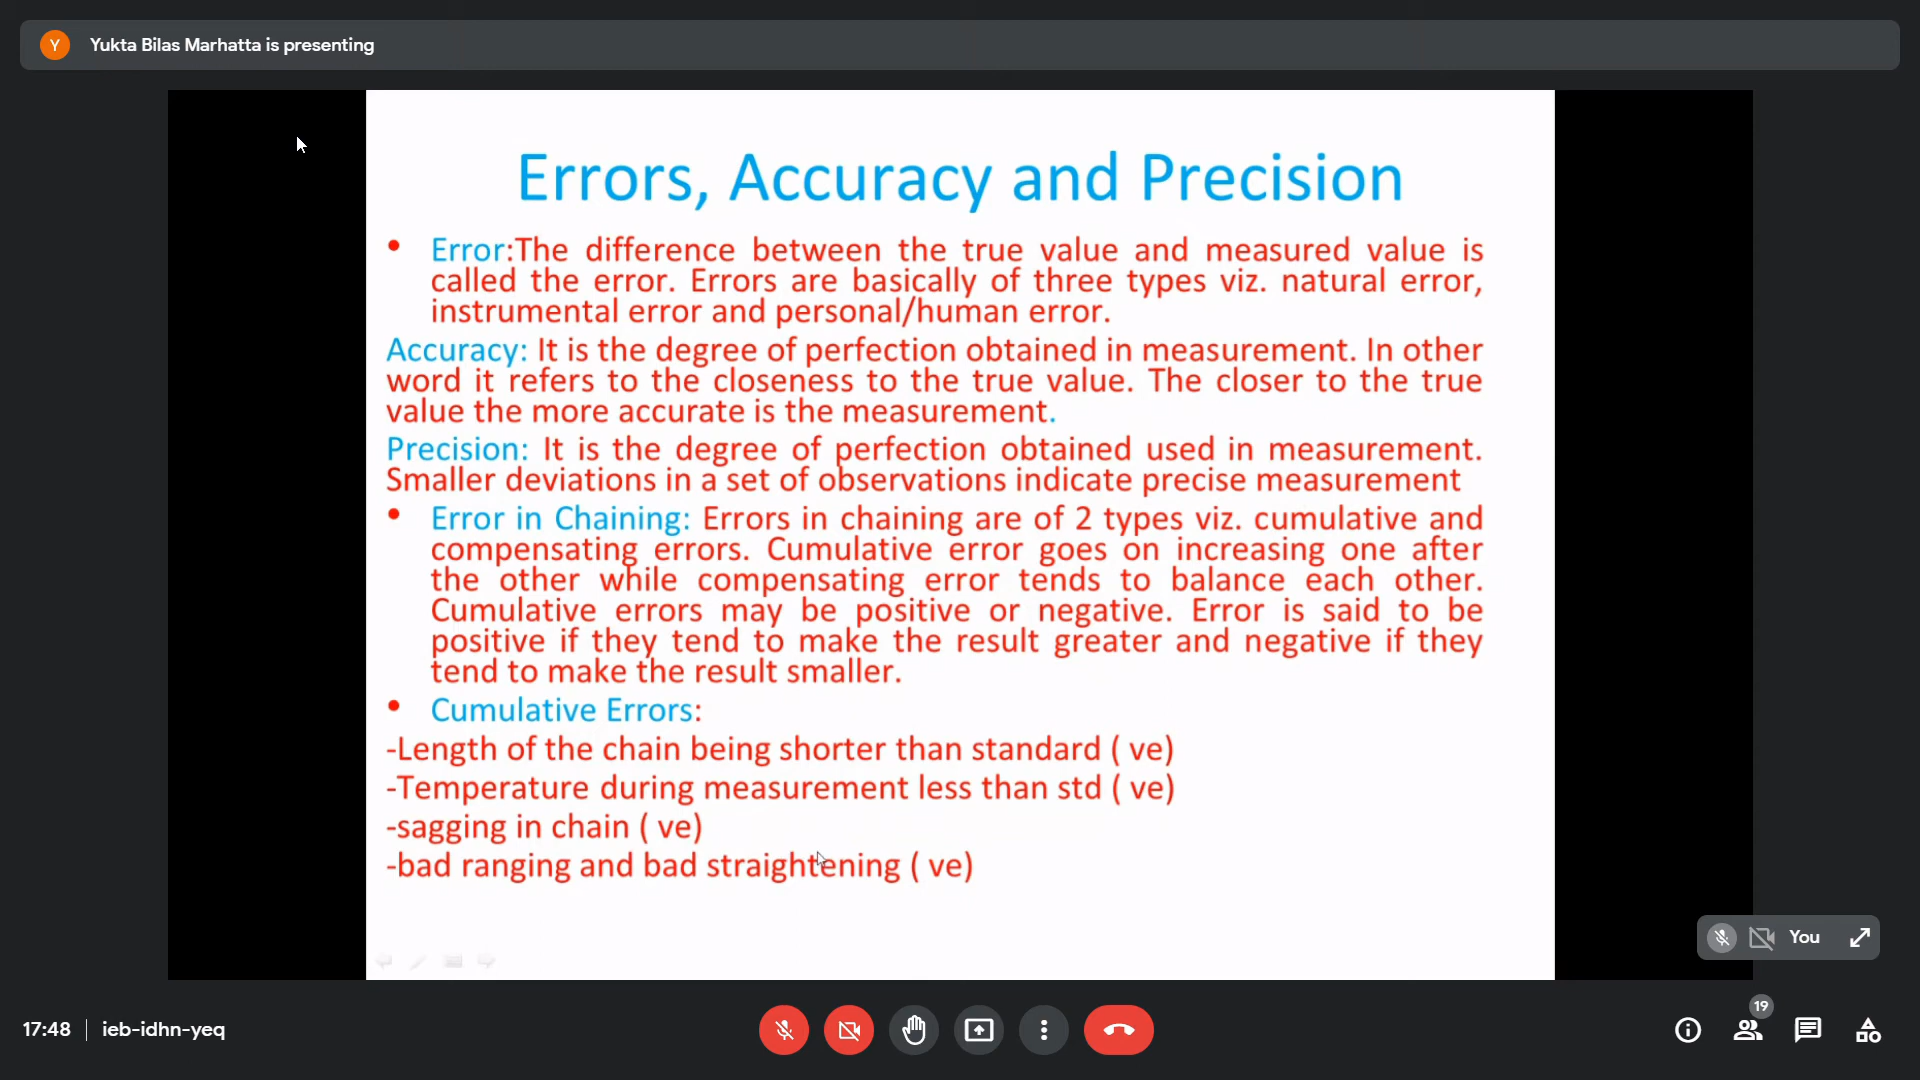 Y
Yukta Bilas Marhatta is presenting
Errors, Accuracy and Precision
• Error:The difference between the true value and measured value is
called the error. Errors are basically of three types viz. natural error,
instrumental error and personal/human error.
Accuracy: It is the degree of perfection obtained in measurement. In other
word it refers to the closeness to the true value. The closer to the true
value the more accurate is the measurement.
Precision: It is the degree of perfection obtained used in measurement.
Smaller deviations in a set of observations indicate precise measurement
• Error in Chaining: Errors in chaining are of 2 types viz. cumulative and
compensating errors. Cumulative error goes on increasing one after
the other while compensating error tends to balance each other.
Cumulative errors may be positive or negative. Error is said to be
positive if they tend to make the result greater and negative if they
tend to make the result smaller.
• Cumulative Errors:
-Length of the chain being shorter than standard ( ve)
-Temperature during measurement less than std ( ve)
-sagging in chain ( ve)
-bad ranging and bad straightening ( ve)
You
17:48 | ieb-idhn-yeq
19